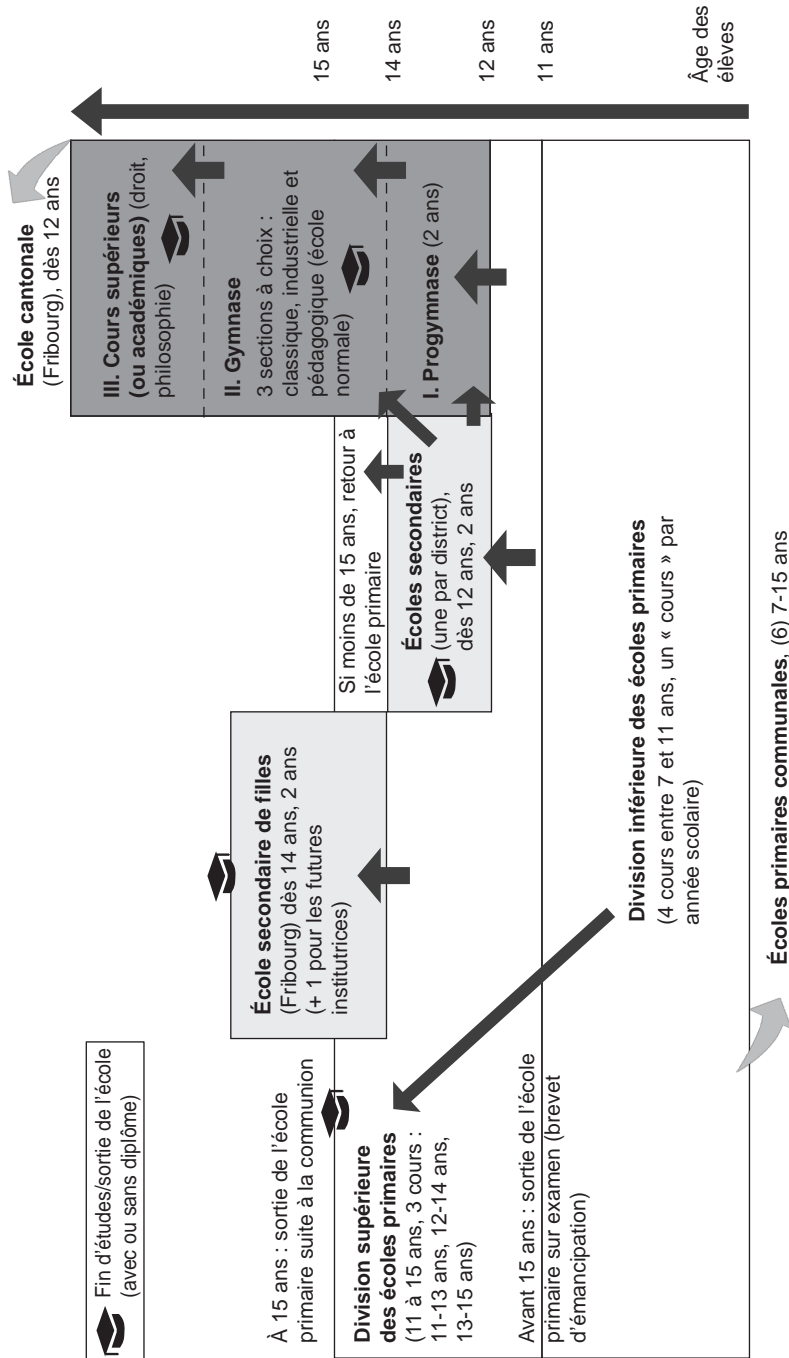 Fin d'études/sortie de l'école
(avec ou sans diplôme)
École cantonale
(Fribourg), dès 12 ans
III. Cours supérieurs
(ou académiques) (droit,
philosophie)
II. Gymnase
3 sections à choix :
classique, industrielle et
pédagogique (école
normale)
I. Progymnase (2 ans)
15 ans
14 ans
12 ans
11 ans
Âge des
élèves
École secondaire de filles
(Fribourg) dès 14 ans, 2 ans
(+ 1 pour les futures
institutrices)
Si moins de 15 ans, retour à
l'école primaire
Écoles secondaires
(une par district),
dès 12 ans, 2 ans
À 15 ans : sortie de l'école
primaire suite à la communion
Division supérieure
des écoles primaires
(11 à 15 ans, 3 cours :
11-13 ans, 12-14 ans,
13-15 ans)
Avant 15 ans : sortie de l'école
primaire sur examen (brevet
d'émancipation)
Division inférieure des écoles primaires
(4 cours entre 7 et 11 ans, un « cours » par
année scolaire)
Écoles primaires communales, (6) 7-15 ans